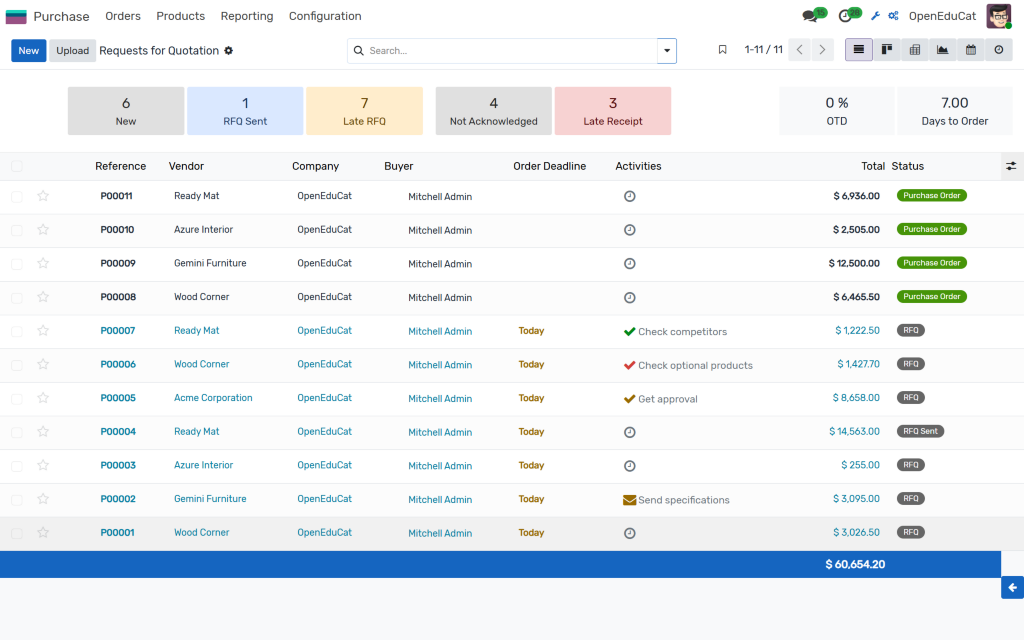 Purchase Orders Products Reporting Configuration 15 26 OpenEduCat
New Upload Requests for Quotation Search... 1-11 / 11
6 1 7 4 3 0 % 7.00
New RFQ Sent Late RFQ Not Acknowledged Late Receipt OTD Days to Order
Reference Vendor Company Buyer Order Deadline Activities Total Status
P00011 Ready Mat OpenEduCat Mitchell Admin $ 6,936.00 Purchase Order
P00010 Azure Interior OpenEduCat Mitchell Admin $ 2,505.00 Purchase Order
P00009 Gemini Furniture OpenEduCat Mitchell Admin $ 12,500.00 Purchase Order
P00008 Wood Corner OpenEduCat Mitchell Admin $ 6,465.50 Purchase Order
P00007 Ready Mat OpenEduCat Mitchell Admin Today Check competitors $ 1,222.50 RFQ
P00006 Wood Corner OpenEduCat Mitchell Admin Today Check optional products $ 1,427.70 RFQ
P00005 Acme Corporation OpenEduCat Mitchell Admin Today Get approval $ 8,658.00 RFQ
P00004 Ready Mat OpenEduCat Mitchell Admin Today $ 14,563.00 RFQ Sent
P00003 Azure Interior OpenEduCat Mitchell Admin Today $ 255.00 RFQ
P00002 Gemini Furniture OpenEduCat Mitchell Admin Today Send specifications $ 3,095.00 RFQ
P00001 Wood Corner OpenEduCat Mitchell Admin Today $ 3,026.50 RFQ
$ 60,654.20